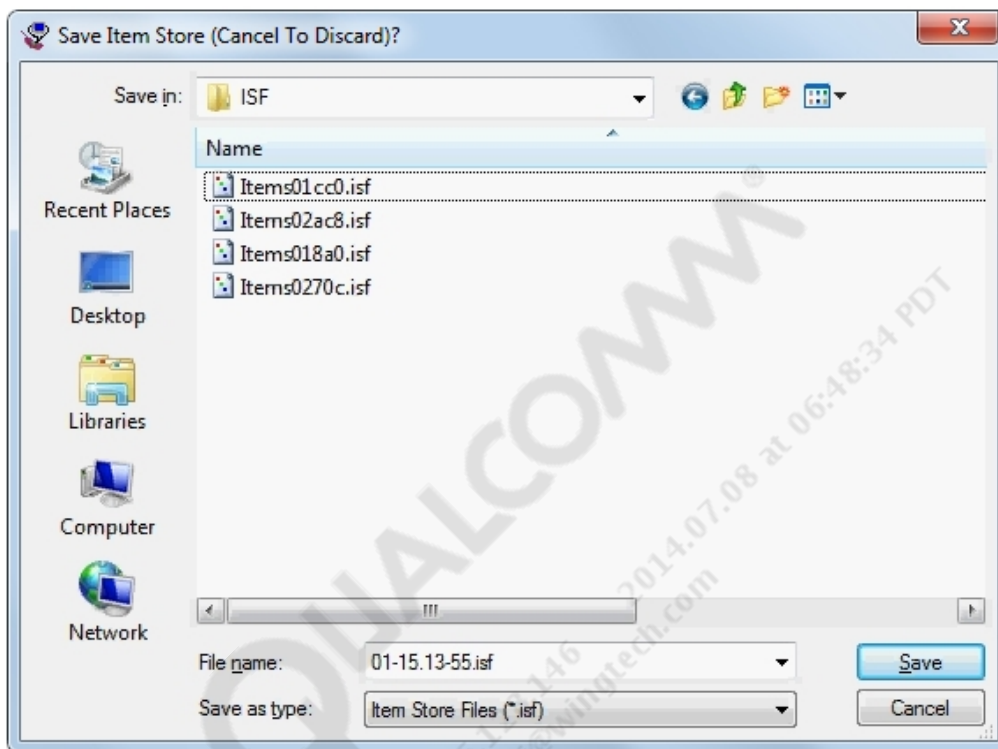 Save Item Store (Cancel To Discard)?
Save in:
ISF
Recent Places
Desktop
Libraries
Computer
Network
Name
Items01cc0.isf
Items02ac8.isf
Items018a0.isf
Items0270c.isf
File name:
01-15.13-55.isf
Save
Save as type:
Item Store Files (*.isf)
Cancel
QUALCOMM®
2014.07.08 at 06:48:34 PDT